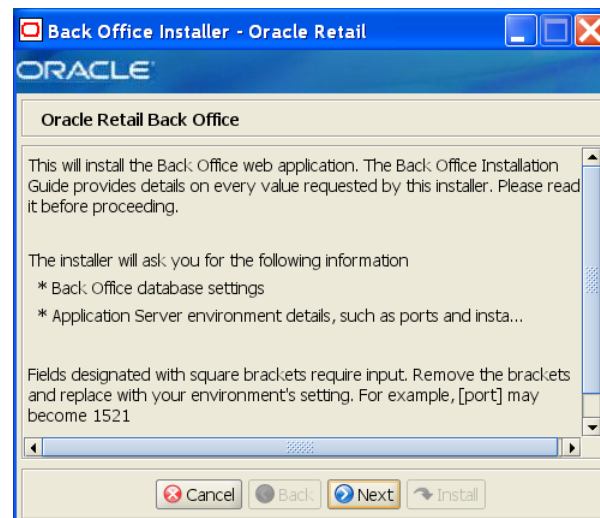 Back Office Installer - Oracle Retail
ORACLE
Oracle Retail Back Office
This will install the Back Office web application. The Back Office Installation
Guide provides details on every value requested by this installer. Please read
it before proceeding.
The installer will ask you for the following information
* Back Office database settings
* Application Server environment details, such as ports and insta...
Fields designated with square brackets require input. Remove the brackets
and replace with your environment's setting. For example, [port] may
become 1521
Cancel
Back
Next
Install